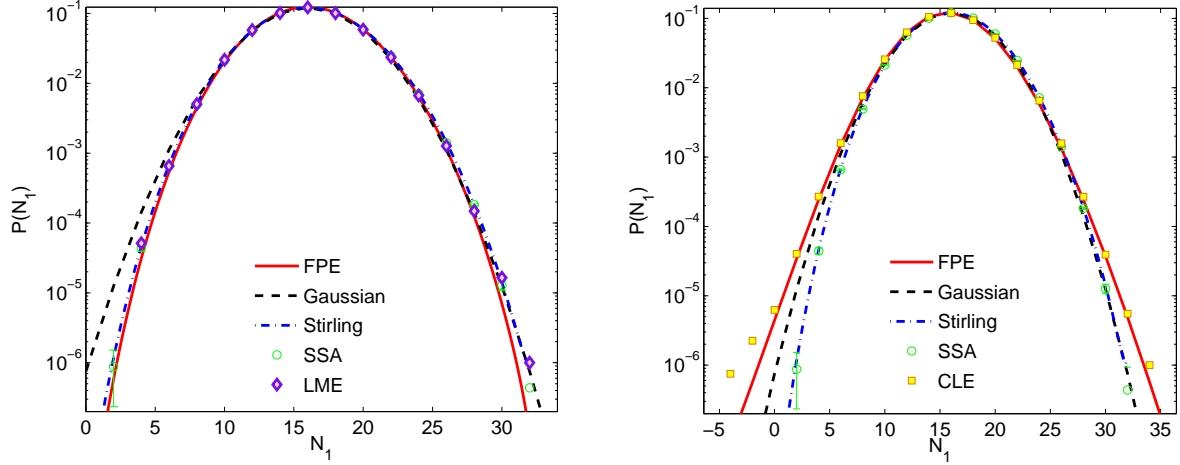 10⁻¹
10⁻²
10⁻³
10⁻⁴
10⁻⁵
10⁻⁶
P(N₁)
FPE
Gaussian
Stirling
SSA
LME
0 5 10 15 20 25 30
N₁
10⁻¹
10⁻²
10⁻³
10⁻⁴
10⁻⁵
10⁻⁶
P(N₁)
FPE
Gaussian
Stirling
SSA
CLE
−5 0 5 10 15 20 25 30 35
N₁